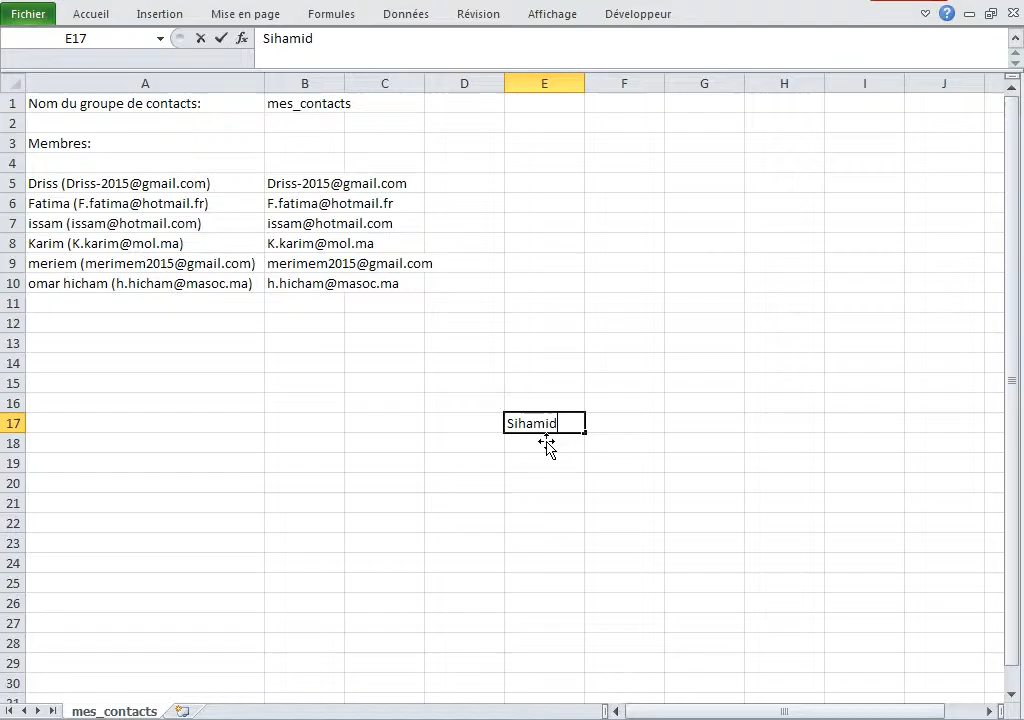 Fichier Accueil Insertion Mise en page Formules Données Révision Affichage Développeur
E17 fx Sihamid
A B C D E F G H I J
1 Nom du groupe de contacts: mes_contacts
2
3 Membres:
4
5 Driss (Driss-2015@gmail.com) Driss-2015@gmail.com
6 Fatima (F.fatima@hotmail.fr) F.fatima@hotmail.fr
7 issam (issam@hotmail.com) issam@hotmail.com
8 Karim (K.karim@mol.ma) K.karim@mol.ma
9 meriem (merimem2015@gmail.com) merimem2015@gmail.com
10 omar hicham (h.hicham@masoc.ma) h.hicham@masoc.ma
11
12
13
14
15
16
17 Sihamid
18
19
20
21
22
23
24
25
26
27
28
29
30
31
mes_contacts